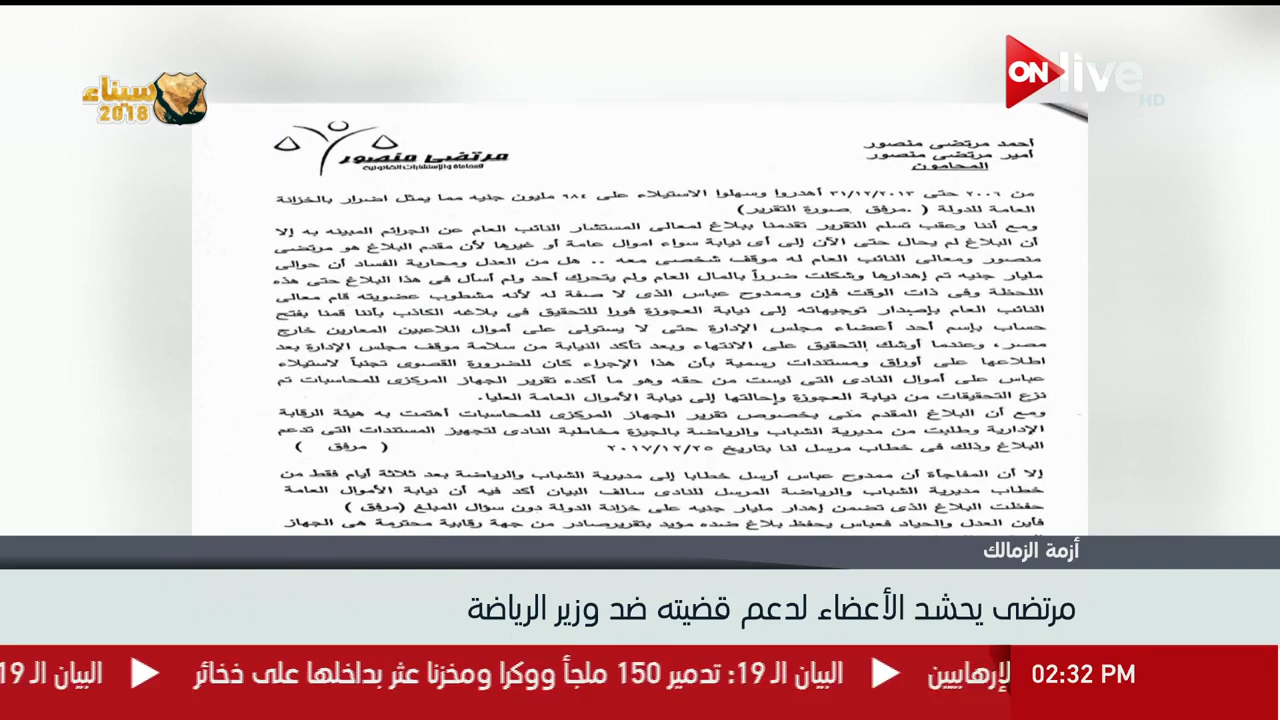 ON live
HD
سيناء
2018
أحمد مرتضى منصور
أمير مرتضى منصور
المحامون
مرتضى منصور
للمحاماة والإستشارات القانونية
من ٢٠٠٦ حتى ٣١/١٢/٢٠١٣ أهدروا وسهلوا الاستيلاء على ٩٨٤ مليون جنيه مما يمثل اضرار بالخزانة
العامة للدولة ( .مرفق صورة التقرير)
ومع أننا وعقب تسلم التقرير تقدمنا ببلاغ لمعالى المستشار النائب العام عن الجرائم المبينه به إلا
أن البلاغ لم يحال حتى الآن إلى أى نيابة سواء اموال عامة أو غيرها لأن مقدم البلاغ هو مرتضى
منصور ومعالى النائب العام له موقف شخصى معه .. هل من العدل ومحاربة الفساد أن حوالى
مليار جنيه تم إهدارها وشكلت ضرراً بالمال العام ولم يتحرك أحد ولم أسأل فى هذا البلاغ حتى هذه
اللحظة وفى ذات الوقت فإن وممدوح عباس الذى لا صفة له لأنه مشطوب عضويته قام معالى
النائب العام بإصدار توجيهاته إلى نيابة العجوزة فورا للتحقيق فى بلاغه الكاذب بأننا قمنا بفتح
حساب بإسم أحد أعضاء مجلس الإدارة حتى لا يستولى على أموال اللاعبين المعارين خارج
مصر ، وعندما أوشك التحقيق على الانتهاء وبعد تأكد النيابة من سلامة موقف مجلس الإدارة بعد
اطلاعها على أوراق ومستندات رسمية بأن هذا الإجراء كان للضرورة القصوى تجنباً لاستيلاء
عباس على أموال النادى التى ليست من حقه وهو ما أكده تقرير الجهاز المركزى للمحاسبات تم
نزع التحقيقات من نيابة العجوزة وإحالتها إلى نيابة الأموال العامة العليا.
ومع أن البلاغ المقدم منى بخصوص تقرير الجهاز المركزى للمحاسبات أهتمت به هيئة الرقابة
الإدارية وطلبت من مديرية الشباب والرياضة بالجيزة مخاطبة النادى لتجهيز المستندات التى تدعم
البلاغ وذلك فى خطاب مرسل لنا بتاريخ ٢٠١٧/١٢/٢٥ ( مرفق )
إلا أن المفاجأة أن ممدوح عباس أرسل خطابا إلى مديرية الشباب والرياضة بعد ثلاثة أيام فقط من
خطاب مديرية الشباب والرياضة المرسل للنادى سالف البيان أكد فيه أن نيابة الأموال العامة
حفظت البلاغ الذى تضمن إهدار مليار جنيه على خزانة الدولة دون سؤال المبلغ (مرفق )
فأين العدل والحياد فعباس يحفظ بلاغ ضده مؤيد بتقريرصادر من جهة رقابية محترمة هى الجهاز
أزمة الزمالك
مرتضى يحشد الأعضاء لدعم قضيته ضد وزير الرياضة
02:32 PM
لإرهابيين ◀ البيان الـ 19: تدمير 150 ملجأ ووكرا ومخزنا عثر بداخلها على ذخائر ◀ البيان الـ 19